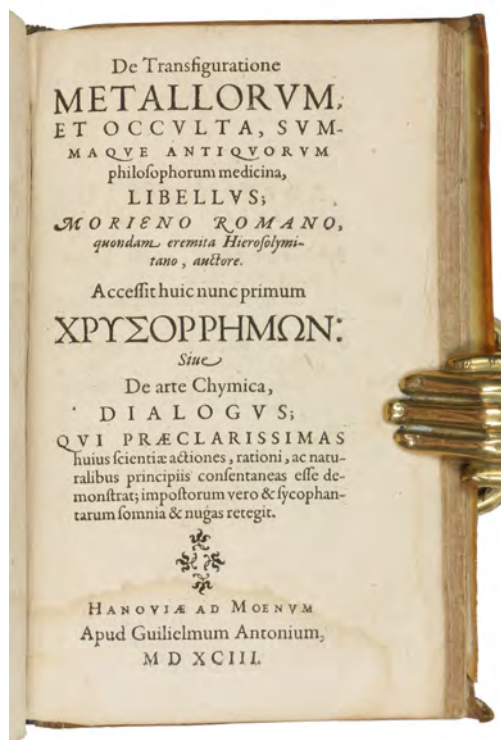 De Transfiguratione
METALLORVM,
ET OCCVLTA, SVM-
MAQVE ANTIQVORVM
philoſophorum medicina,
LIBELLVS;
MORIENO ROMANO,
quondam eremita Hieroſolymi-
tano, auctore.
Acceſſit huic nunc primum
ΧΡΥΣΟΡΡΗΜΩΝ:
Siue
De arte Chymica,
DIALOGVS;
QVI PRÆCLARISSIMAS
huius ſcientiæ actiones, rationi, ac natu-
ralibus principiis conſentaneas eſſe de-
monſtrat; impoſtorum vero & ſycophan-
tarum ſomnia & nugas retegit.
HANOVIÆ AD MOENVM
Apud Guilielmum Antonium,
M D XCIII.